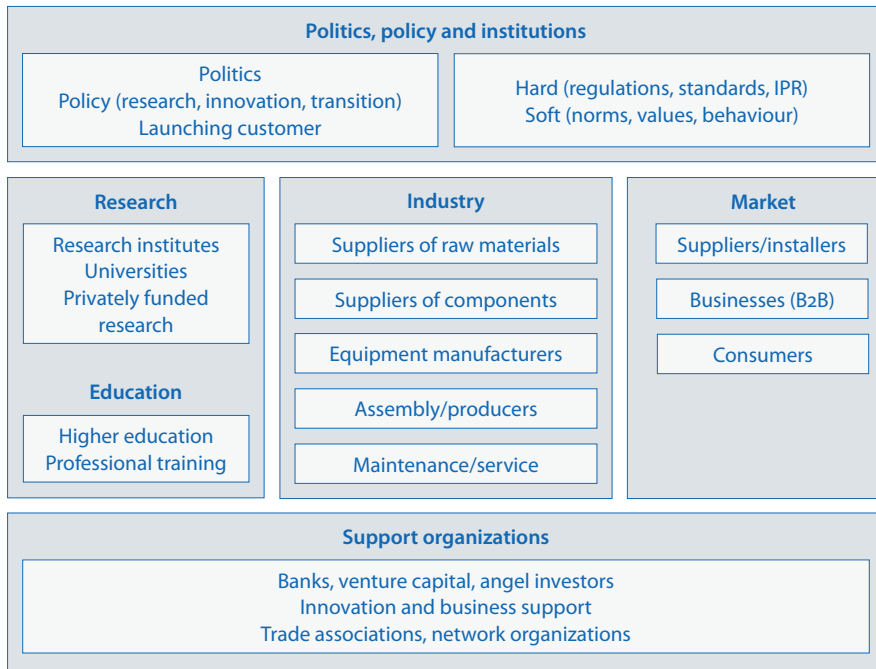 Politics, policy and institutions
Politics
Policy (research, innovation, transition)
Launching customer
Hard (regulations, standards, IPR)
Soft (norms, values, behaviour)
Research
Research institutes
Universities
Privately funded
research
Education
Higher education
Professional training
Industry
Suppliers of raw materials
Suppliers of components
Equipment manufacturers
Assembly/producers
Maintenance/service
Market
Suppliers/installers
Businesses (B2B)
Consumers
Support organizations
Banks, venture capital, angel investors
Innovation and business support
Trade associations, network organizations